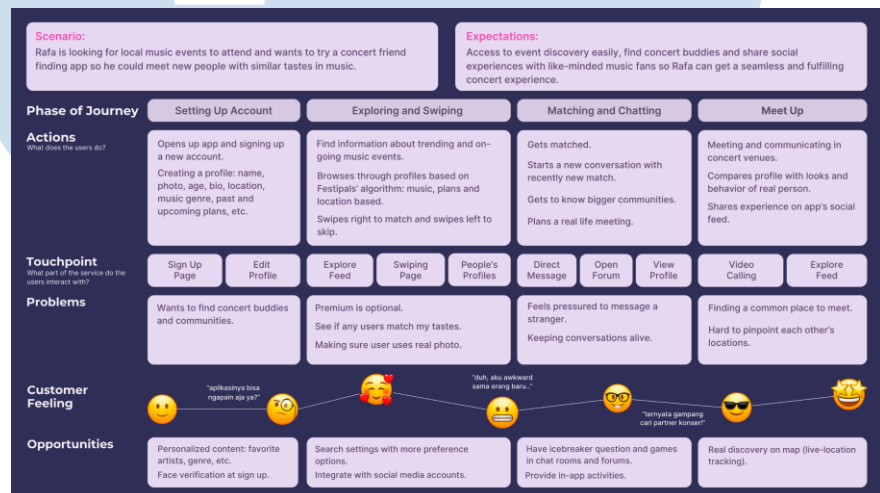 Scenario:
Rafa is looking for local music events to attend and wants to try a concert friend
finding app so he could meet new people with similar tastes in music.
Expectations:
Access to event discovery easily, find concert buddies and share social
experiences with like-minded music fans so Rafa can get a seamless and fulfilling
concert experience.
Phase of Journey
Setting Up Account
Exploring and Swiping
Matching and Chatting
Meet Up
Actions
What does the users do?
Opens up app and signing up
a new account.
Creating a profile: name,
photo, age, bio, location,
music genre, past and
upcoming plans, etc.
Find information about trending and on-
going music events.
Browses through profiles based on
Festipals' algorithm: music, plans and
location based.
Swipes right to match and swipes left to
skip.
Gets matched.
Starts a new conversation with
recently new match.
Gets to know bigger communities.
Plans a real life meeting.
Meeting and communicating in
concert venues.
Compares profile with looks and
behavior of real person.
Shares experience on app's social
feed.
Touchpoint
What part of the service do the
users interact with?
Sign Up
Page
Edit
Profile
Explore
Feed
Swiping
Page
People's
Profiles
Direct
Message
Open
Forum
View
Profile
Video
Calling
Explore
Feed
Problems
Wants to find concert buddies
and communities.
Premium is optional.
See if any users match my tastes.
Making sure user uses real photo.
Feels pressured to message a
stranger.
Keeping conversations alive.
Finding a common place to meet.
Hard to pinpoint each other's
locations.
Customer
Feeling
"aplikasinya bisa
ngapain aja ya?"
"duh, aku awkward
sama orang baru.."
"ternyata gampang
cari partner konser!"
Opportunities
Personalized content: favorite
artists, genre, etc.
Face verification at sign up.
Search settings with more preference
options.
Integrate with social media accounts.
Have icebreaker question and games
in chat rooms and forums.
Provide in-app activities.
Real discovery on map (live-location
tracking).